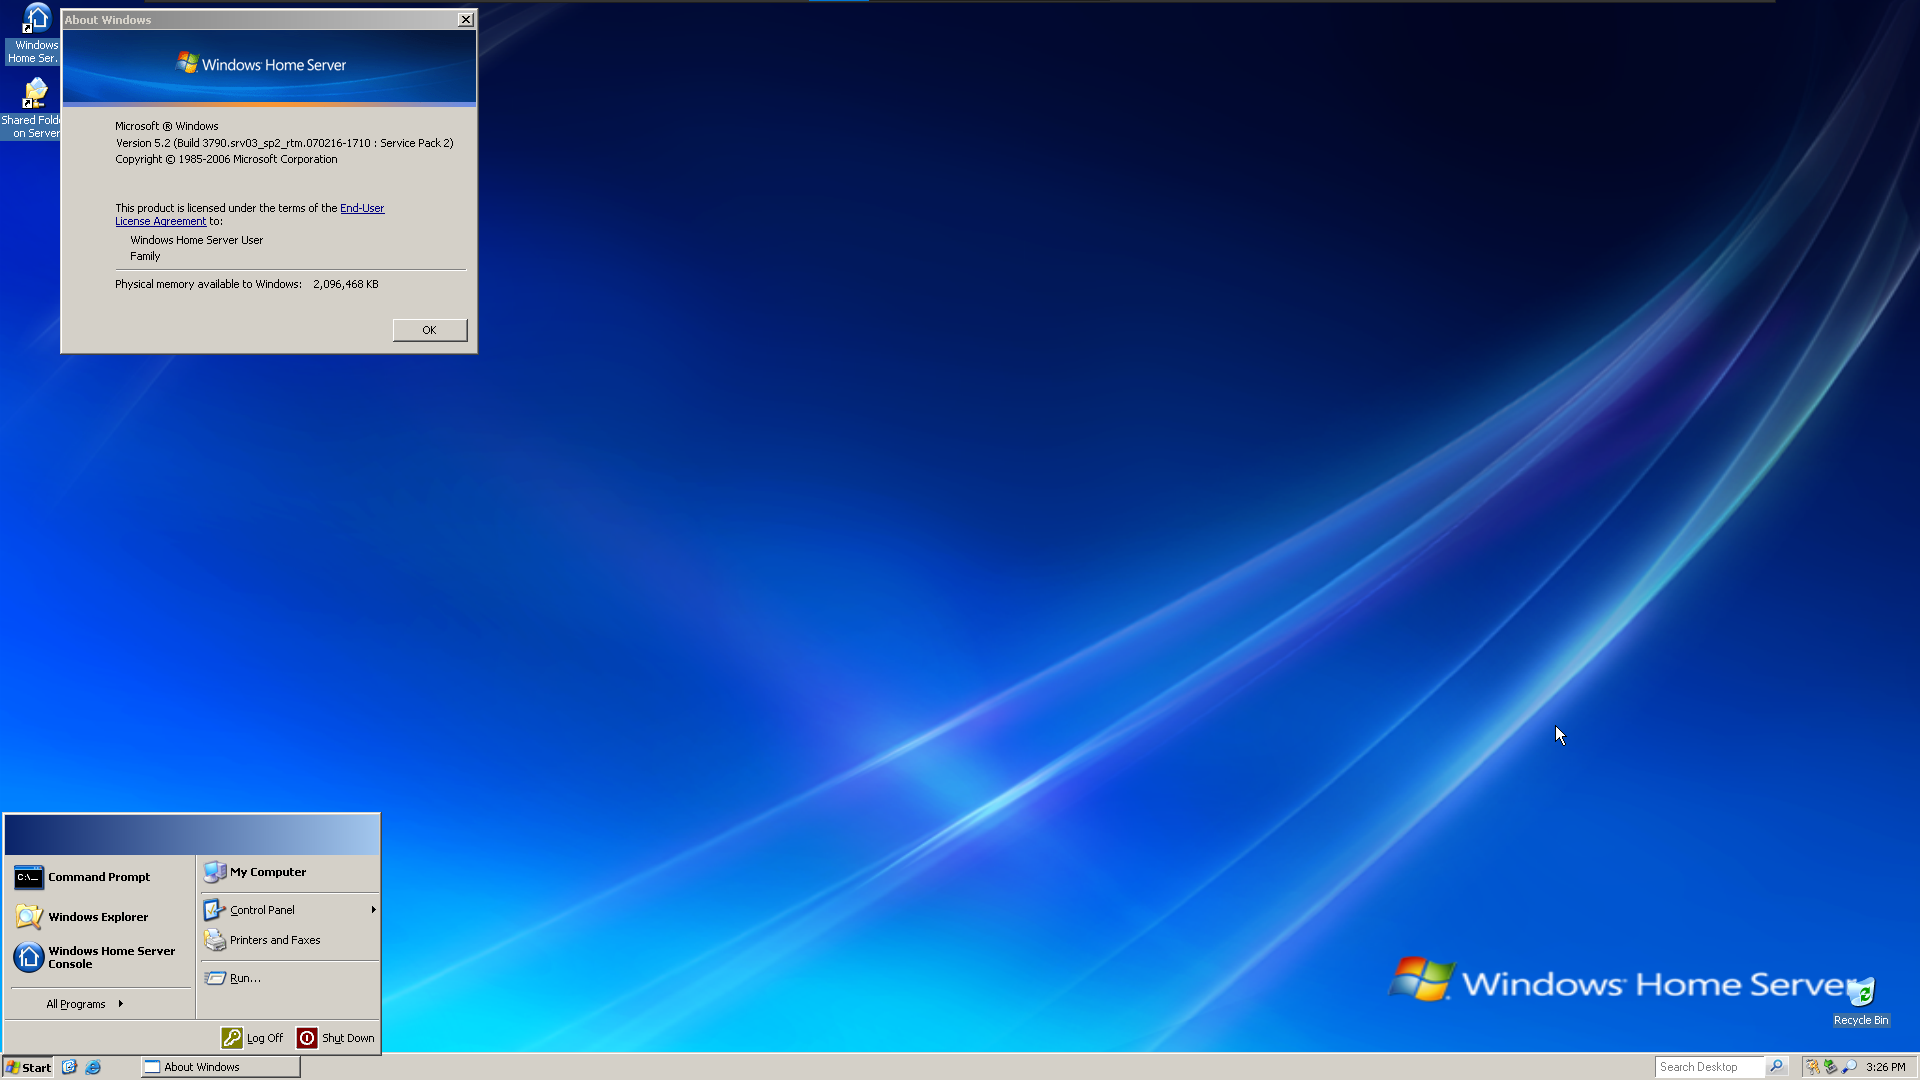 Windows
Home Ser...
Shared Folde
on Server
About Windows
Windows Home Server
Microsoft ® Windows
Version 5.2 (Build 3790.srv03_sp2_rtm.070216-1710 : Service Pack 2)
Copyright © 1985-2006 Microsoft Corporation
This product is licensed under the terms of the End-User
License Agreement to:
Windows Home Server User
Family
Physical memory available to Windows: 2,096,468 KB
OK
Command Prompt
Windows Explorer
Windows Home Server
Console
All Programs
My Computer
Control Panel
Printers and Faxes
Run...
Log Off
Shut Down
Windows Home Server
Recycle Bin
Start
About Windows
Search Desktop
3:26 PM